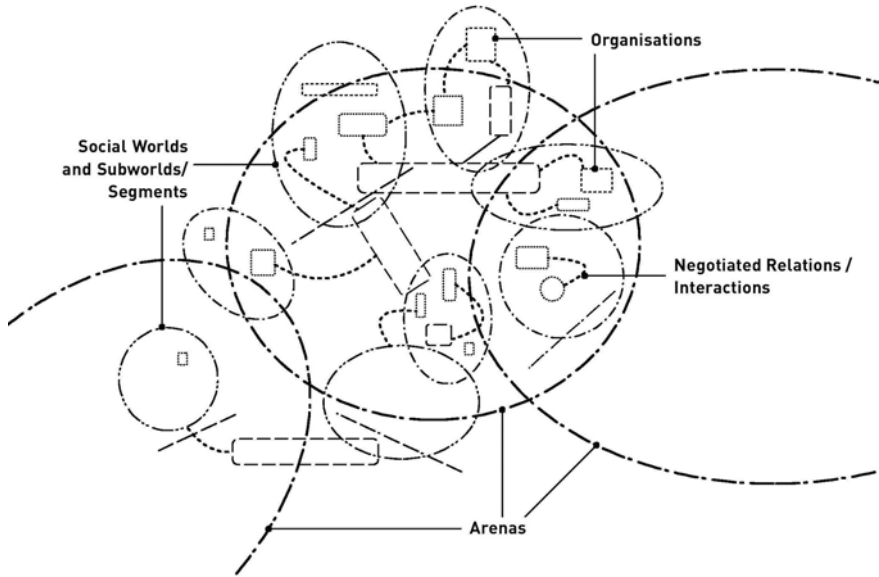 Organisations
Social Worlds
and Subworlds/
Segments
Negotiated Relations /
Interactions
Arenas